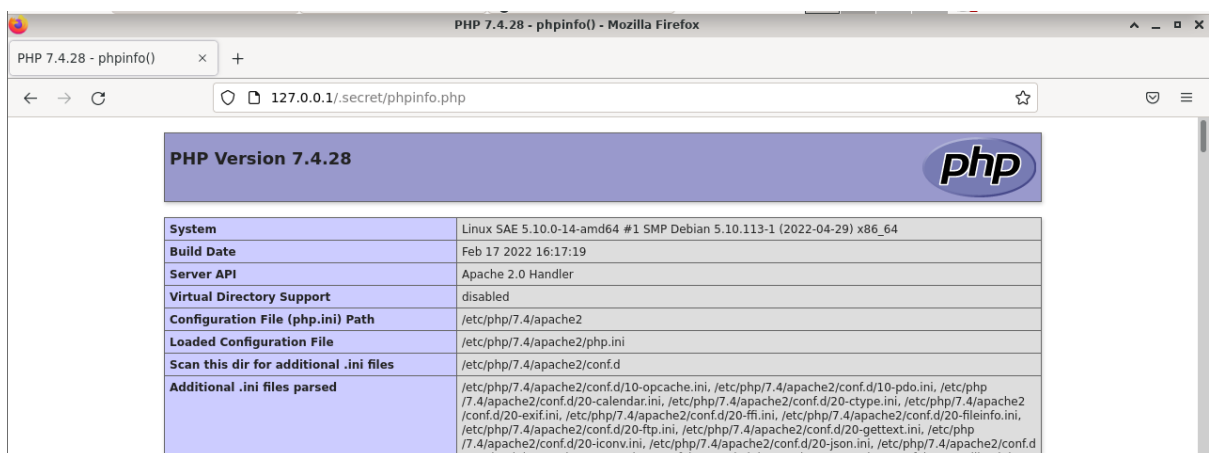 PHP 7.4.28 - phpinfo() - Mozilla Firefox
PHP 7.4.28 - phpinfo()
127.0.0.1/.secret/phpinfo.php
PHP Version 7.4.28
php
System Linux SAE 5.10.0-14-amd64 #1 SMP Debian 5.10.113-1 (2022-04-29) x86_64
Build Date Feb 17 2022 16:17:19
Server API Apache 2.0 Handler
Virtual Directory Support disabled
Configuration File (php.ini) Path /etc/php/7.4/apache2
Loaded Configuration File /etc/php/7.4/apache2/php.ini
Scan this dir for additional .ini files /etc/php/7.4/apache2/conf.d
Additional .ini files parsed /etc/php/7.4/apache2/conf.d/10-opcache.ini, /etc/php/7.4/apache2/conf.d/10-pdo.ini, /etc/php
/7.4/apache2/conf.d/20-calendar.ini, /etc/php/7.4/apache2/conf.d/20-ctype.ini, /etc/php/7.4/apache2
/conf.d/20-exif.ini, /etc/php/7.4/apache2/conf.d/20-ffi.ini, /etc/php/7.4/apache2/conf.d/20-fileinfo.ini,
/etc/php/7.4/apache2/conf.d/20-ftp.ini, /etc/php/7.4/apache2/conf.d/20-gettext.ini, /etc/php
/7.4/apache2/conf.d/20-iconv.ini, /etc/php/7.4/apache2/conf.d/20-json.ini, /etc/php/7.4/apache2/conf.d